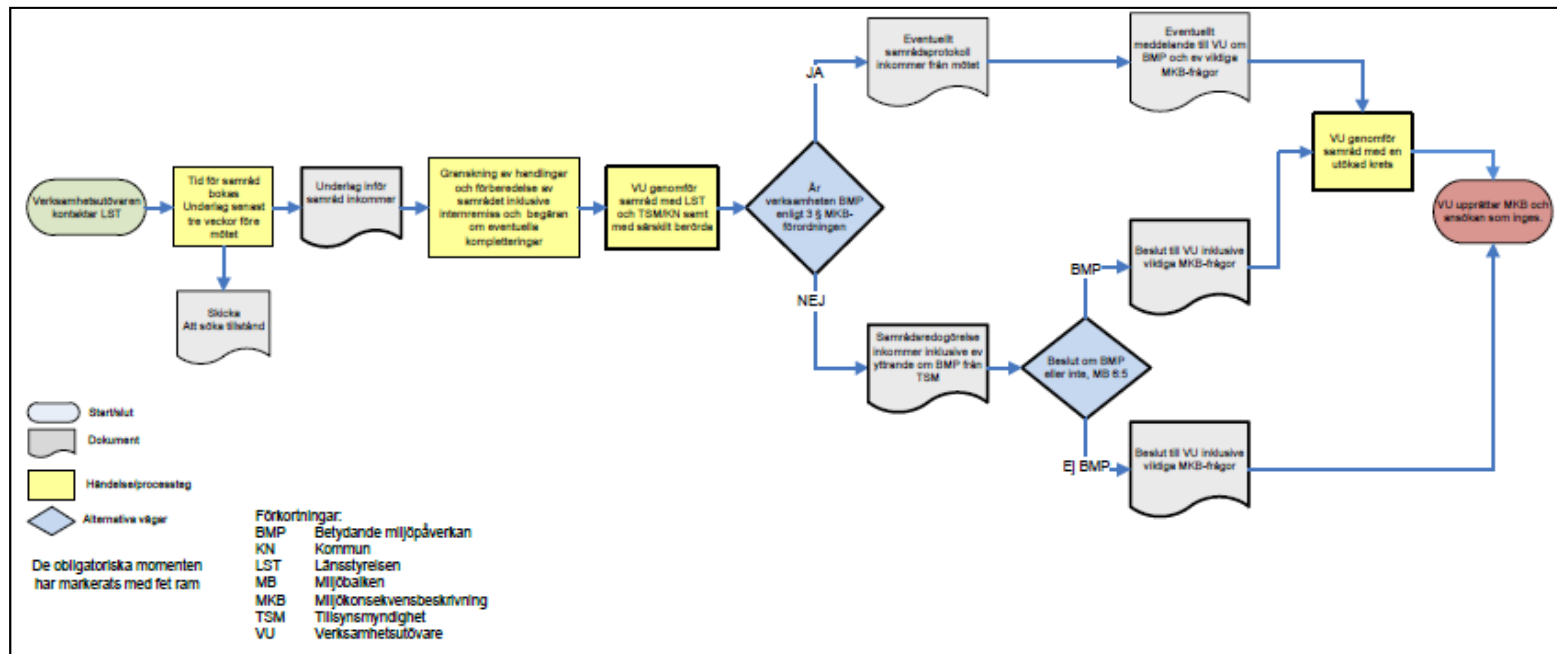 Verksamhetsutövaren
kontaktar LST
Tid för samråd
bokas
Underlag senast
tre veckor före
mötet
Skicka
Att söka tillstånd
Underlag inför
samråd inkommer
Granskning av handlingar
och förberedelse av
samrådet inklusive
internremiss och begäran
om eventuella
kompletteringar
VU genomför
samråd med LST
och TSM/KN samt
med särskilt berörda
Är
verksamheten BMP
enligt 3 § MKB-
förordningen
JA
Eventuellt
samrådsprotokoll
inkommer från mötet
Eventuellt
meddelande till VU om
BMP och ev viktiga
MKB-frågor
VU genomför
samråd med en
utökad krets
VU upprättar MKB och
ansökan som inges.
NEJ
Samrådsredogörelse
inkommer inklusive ev
yttrande om BMP från
TSM
Beslut om BMP
eller inte, MB 6:5
BMP
Beslut till VU inklusive
viktiga MKB-frågor
Ej BMP
Beslut till VU inklusive
viktiga MKB-frågor
Start/slut
Dokument
Händelse/processteg
Alternativa vägar
De obligatoriska momenten
har markerats med fet ram
Förkortningar:
BMP Betydande miljöpåverkan
KN Kommun
LST Länsstyrelsen
MB Miljöbalken
MKB Miljökonsekvensbeskrivning
TSM Tillsynsmyndighet
VU Verksamhetsutövare